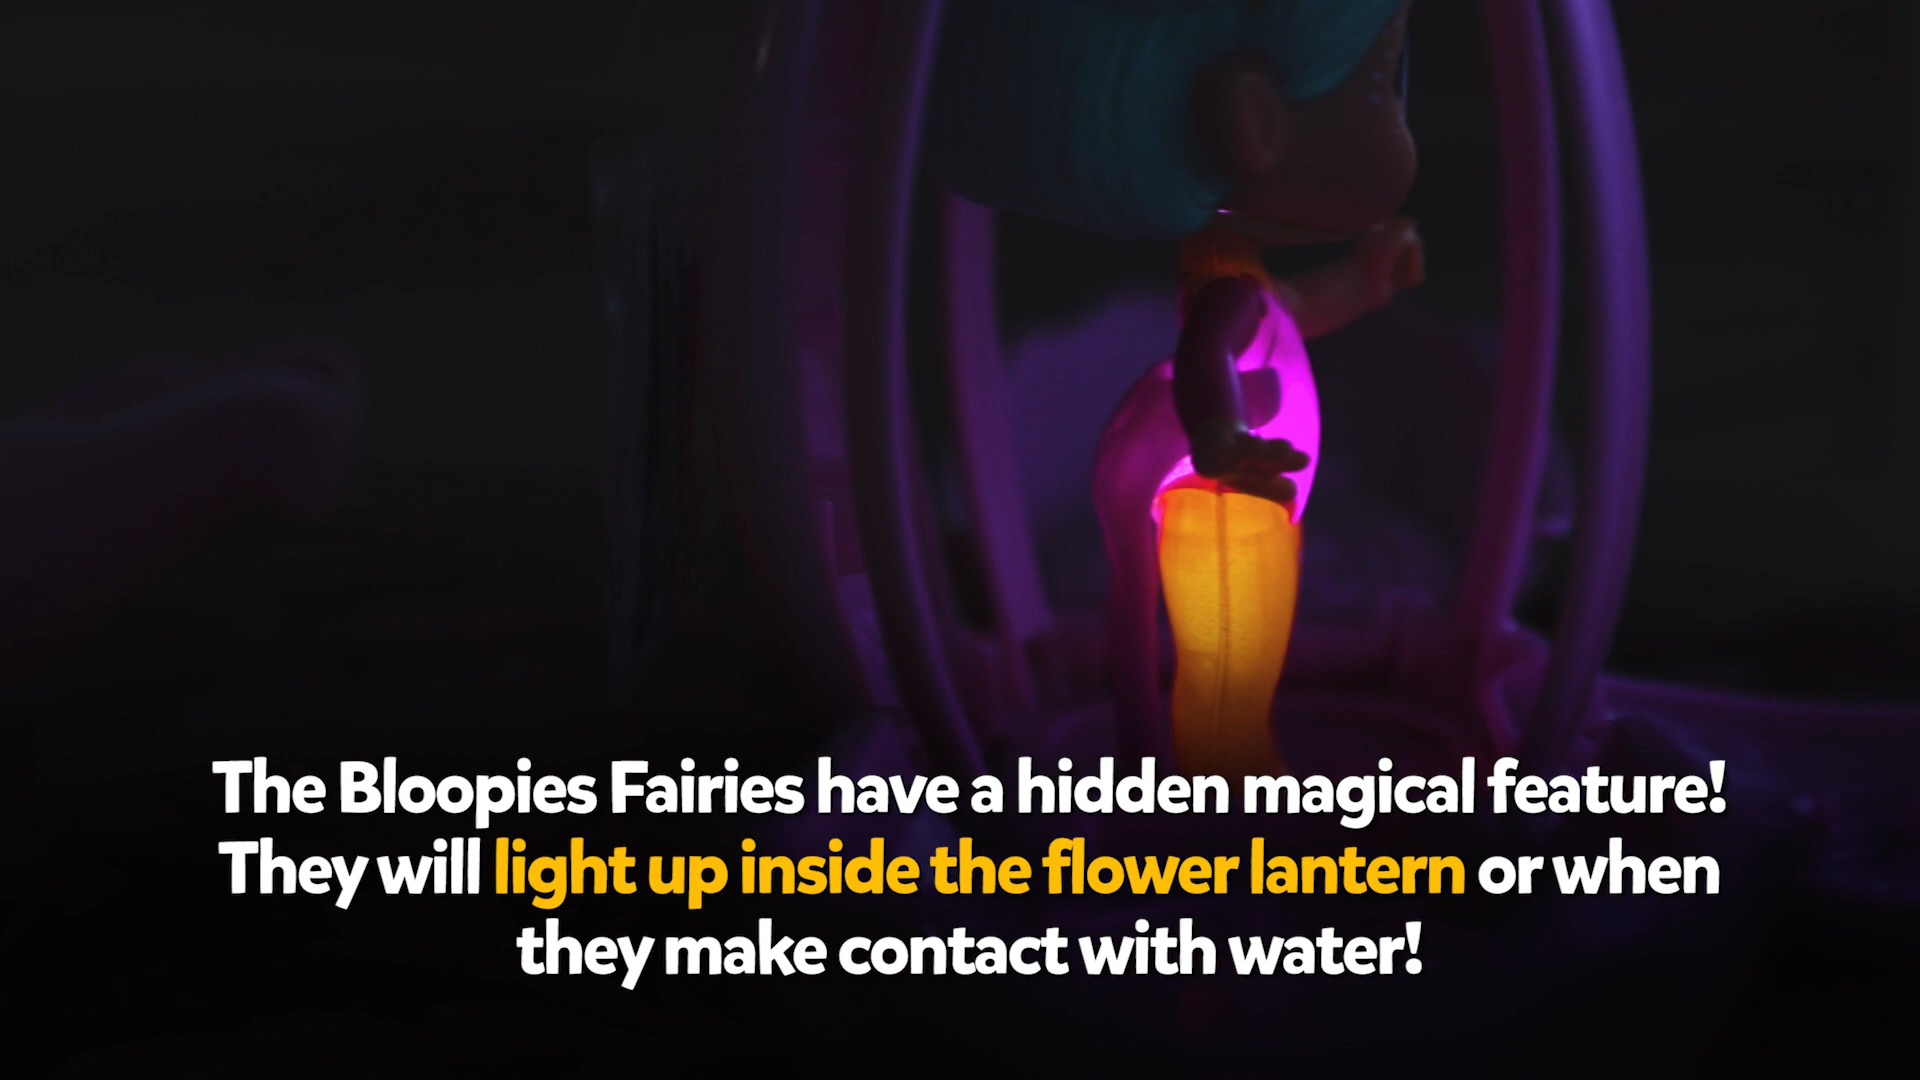 The Bloopies Fairies have a hidden magical feature!
They will light up inside the flower lantern or when
they make contact with water!